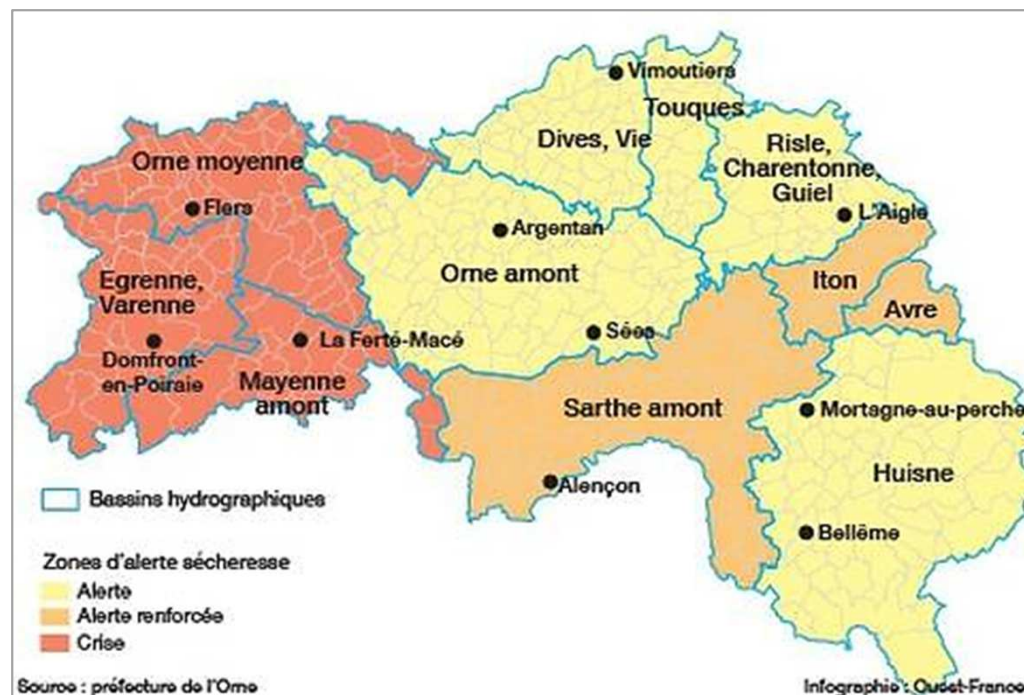 Vimoutiers
Touques
Dives, Vie
Risle,
Charentonne,
Guiel
Orne moyenne
Flers
L'Aigle
Argentan
Orne amont
Iton
Egrenne,
Varenne
Avre
Sées
La Ferté-Macé
Domfront-
en-Poiraie
Mayenne
amont
Sarthe amont
Mortagne-au-perche
Huisne
Alençon
Bellême
Bassins hydrographiques
Zones d'alerte sécheresse
Alerte
Alerte renforcée
Crise
Source : préfecture de l'Orne
Infographie : Ouest-France